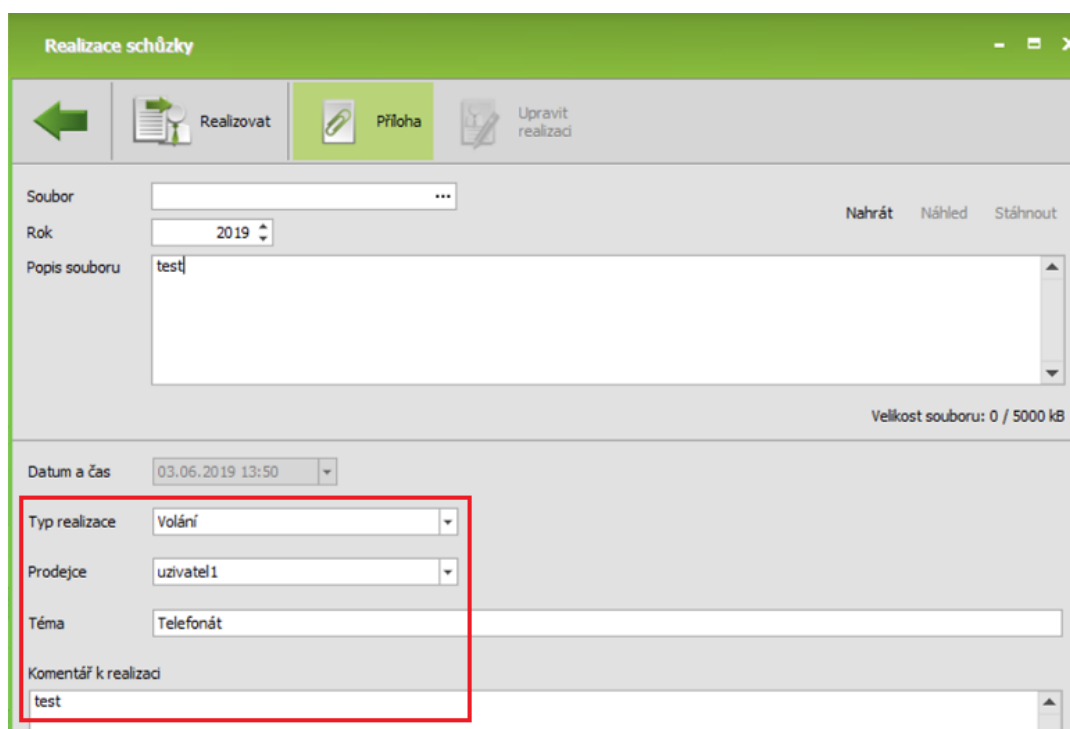 Realizace schůzky
Realizovat
Příloha
Upravit
realizaci
Soubor
...
Nahrát Náhled Stáhnout
Rok 2019
Popis souboru test
Velikost souboru: 0 / 5000 kB
Datum a čas 03.06.2019 13:50
Typ realizace Volání
Prodejce uzivatel1
Téma Telefonát
Komentář k realizaci
test